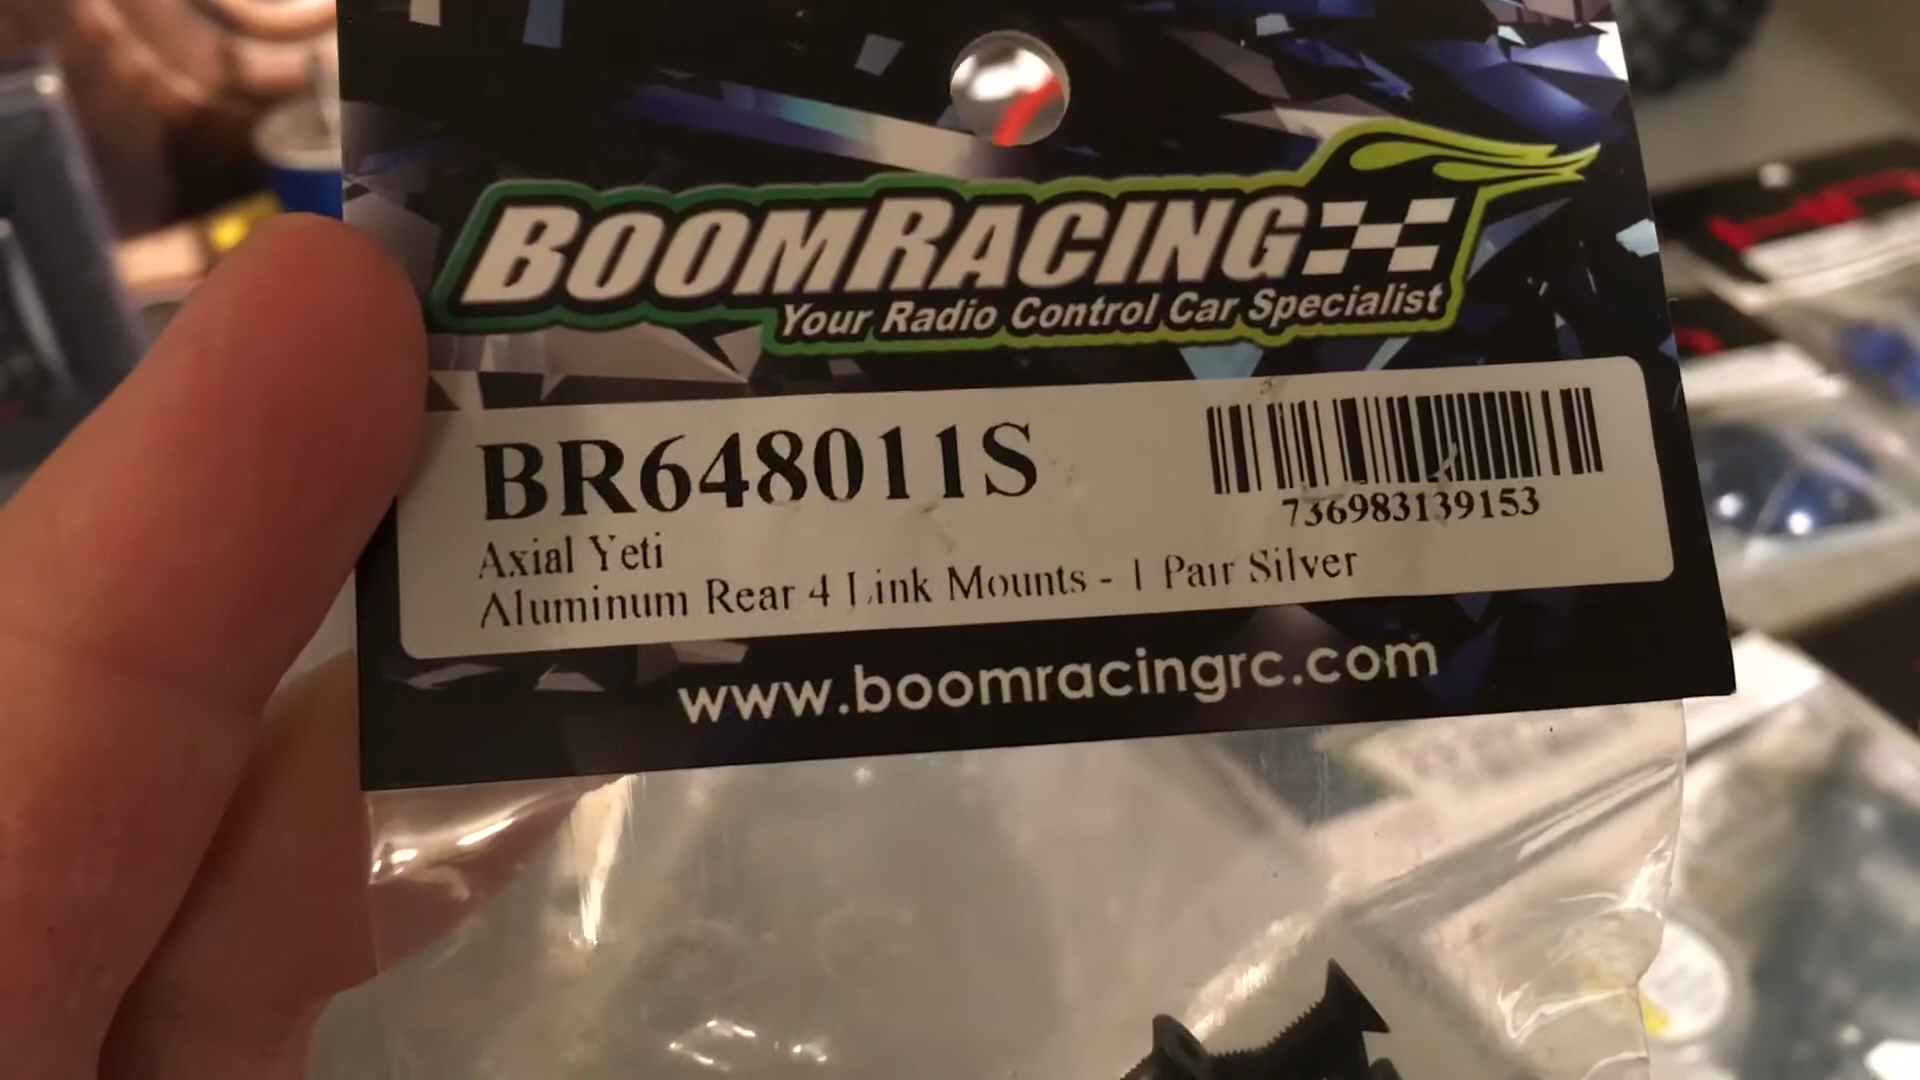 BOOMRACING
Your Radio Control Car Specialist
BR648011S
736983139153
Axial Yeti
Aluminum Rear 4 Link Mounts - 1 Pair Silver
www.boomracingrc.com